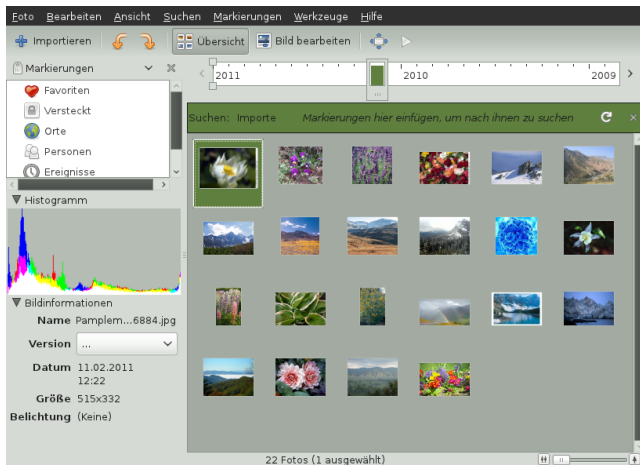 Foto Bearbeiten Ansicht Suchen Markierungen Werkzeuge Hilfe
Importieren Übersicht Bild bearbeiten
Markierungen
2011 2010 2009
Favoriten
Versteckt
Orte
Personen
Ereignisse
Suchen: Importe Markierungen hier einfügen, um nach ihnen zu suchen
Histogramm
Bildinformationen
Name Pamplem...6884.jpg
Version ...
Datum 11.02.2011
12:22
Größe 515x332
Belichtung (Keine)
22 Fotos (1 ausgewählt)